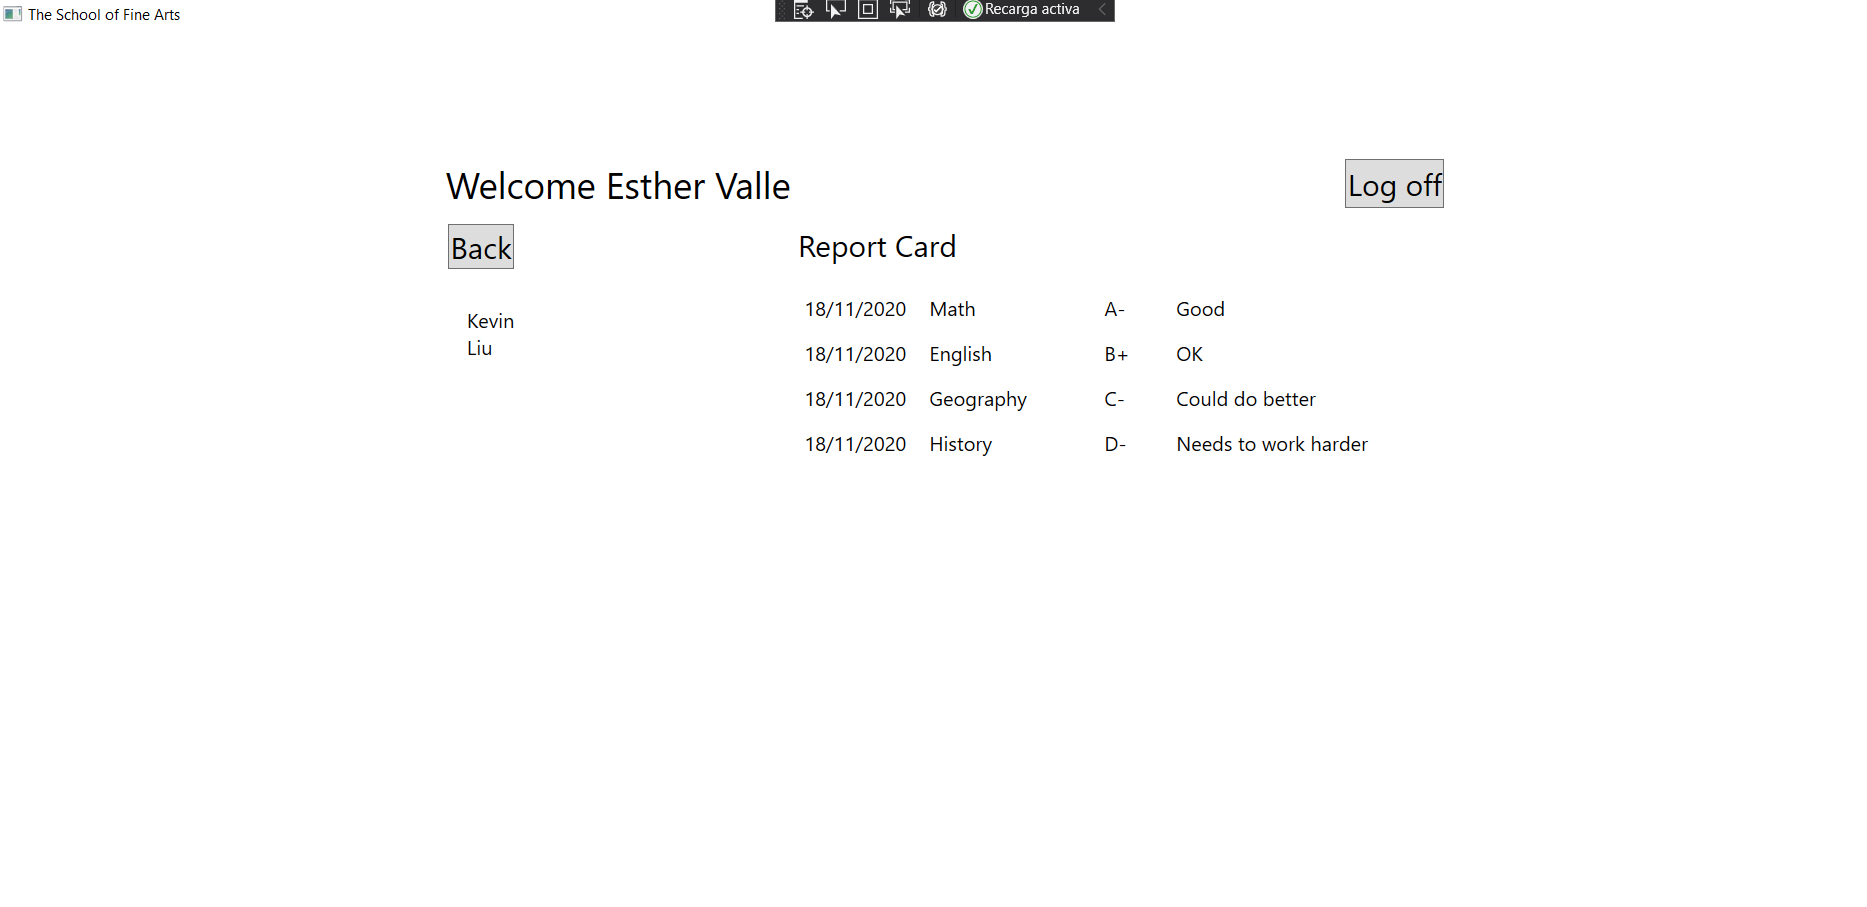 The School of Fine Arts
Recarga activa
Welcome Esther Valle
Log off
Back
Report Card
Kevin
Liu
18/11/2020 Math A- Good
18/11/2020 English B+ OK
18/11/2020 Geography C- Could do better
18/11/2020 History D- Needs to work harder